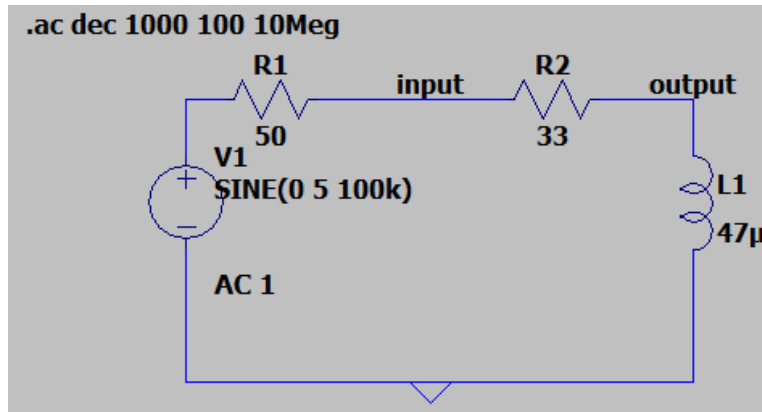 .ac dec 1000 100 10Meg
R1
input
R2
output
50
33
V1
SINE(0 5 100k)
L1
47µ
AC 1